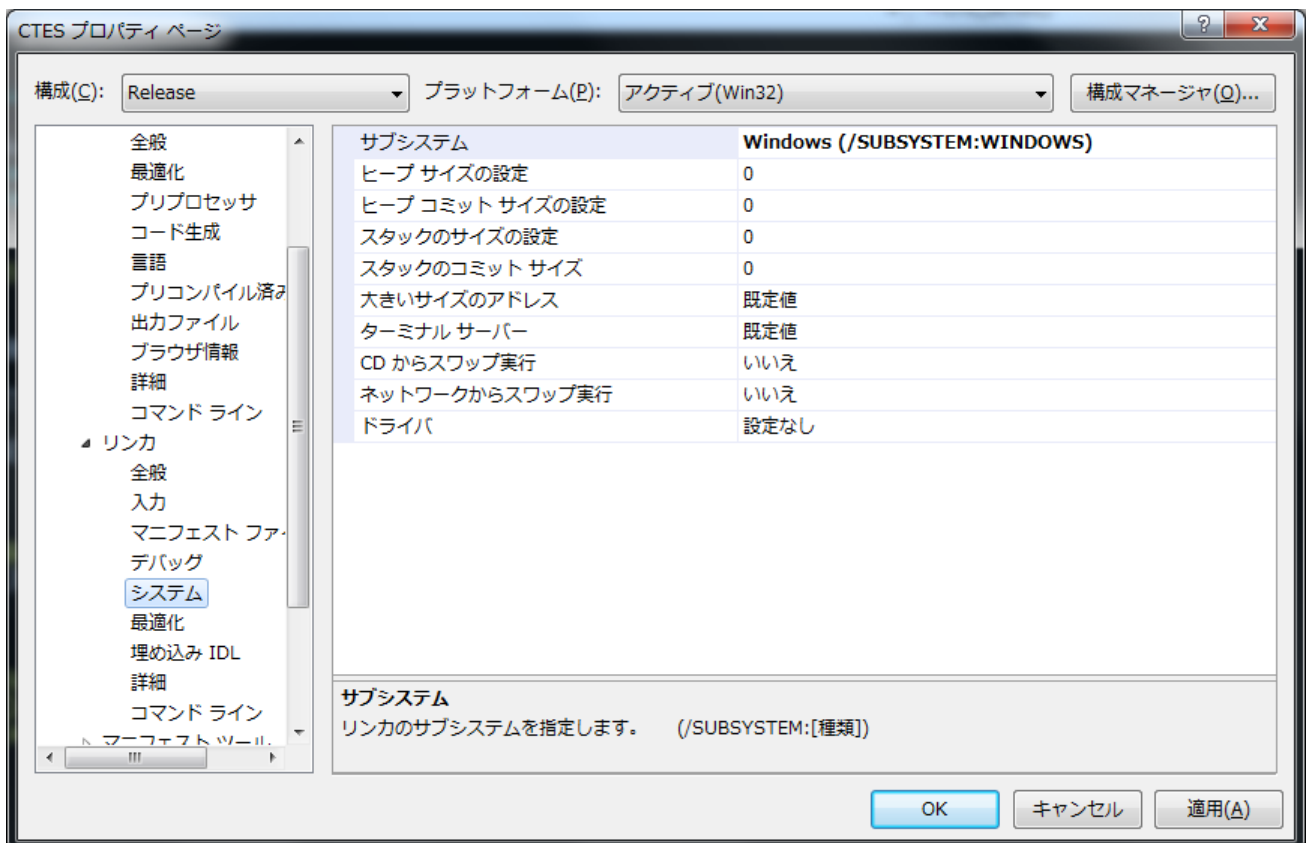 CTES プロパティ ページ
構成(C): Release プラットフォーム(P): アクティブ(Win32) 構成マネージャ(O)...
全般
最適化
プリプロセッサ
コード生成
言語
プリコンパイル済み
出力ファイル
ブラウザ情報
詳細
コマンド ライン
リンカ
全般
入力
マニフェスト ファイ
デバッグ
システム
最適化
埋め込み IDL
詳細
コマンド ライン
マニフェスト ツール
サブシステム Windows (/SUBSYSTEM:WINDOWS)
ヒープ サイズの設定 0
ヒープ コミット サイズの設定 0
スタックのサイズの設定 0
スタックのコミット サイズ 0
大きいサイズのアドレス 既定値
ターミナル サーバー 既定値
CD からスワップ実行 いいえ
ネットワークからスワップ実行 いいえ
ドライバ 設定なし
サブシステム
リンカのサブシステムを指定します。 (/SUBSYSTEM:[種類])
OK キャンセル 適用(A)